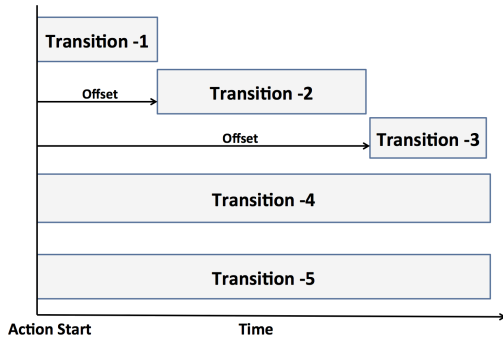 Transition -1
Offset
Transition -2
Offset
Transition -3
Transition -4
Transition -5
Action Start
Time